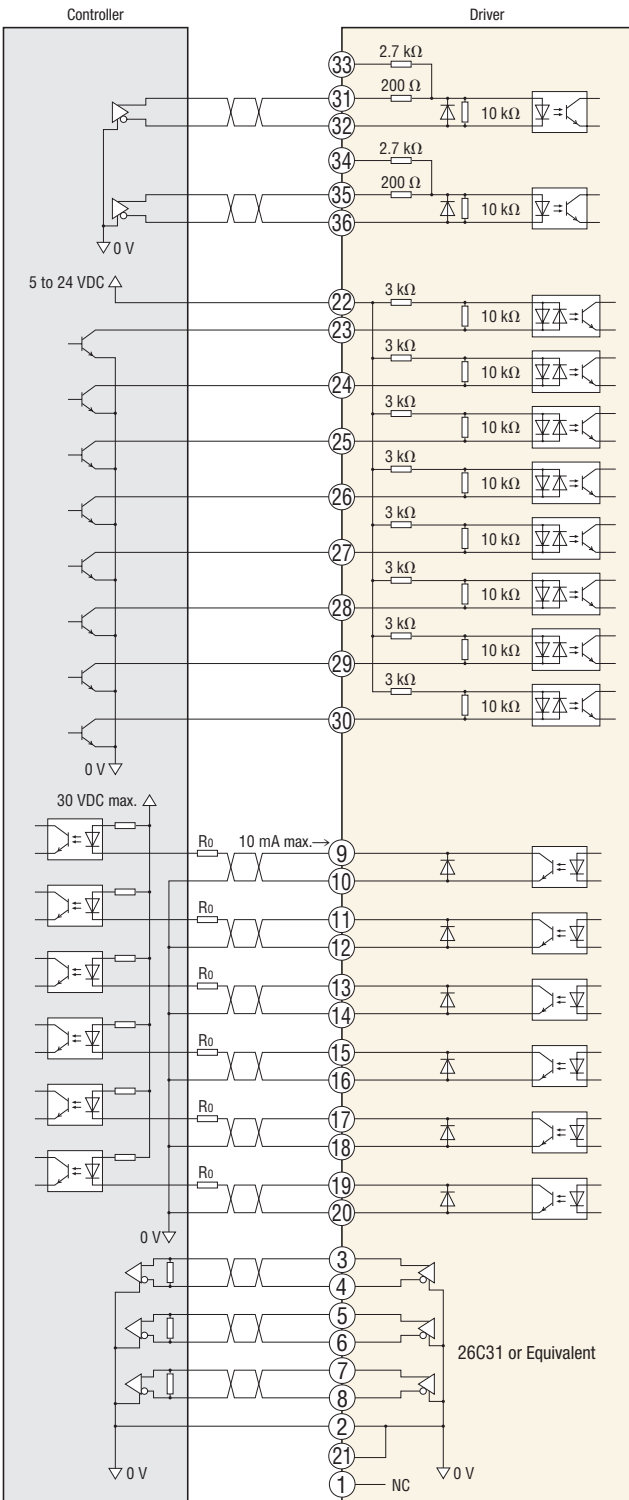 Controller
Driver
33
2.7 kΩ
31
200 Ω
32
10 kΩ
34
2.7 kΩ
35
200 Ω
36
10 kΩ
0 V
5 to 24 VDC
22
3 kΩ
23
10 kΩ
3 kΩ
24
10 kΩ
3 kΩ
25
10 kΩ
3 kΩ
26
10 kΩ
3 kΩ
27
10 kΩ
3 kΩ
28
10 kΩ
3 kΩ
29
10 kΩ
3 kΩ
30
10 kΩ
0 V
30 VDC max.
R0
10 mA max.→
9
10
R0
11
12
R0
13
14
R0
15
16
R0
17
18
R0
19
20
0 V
3
4
5
6
26C31 or Equivalent
7
8
2
21
0 V
0 V
1
NC